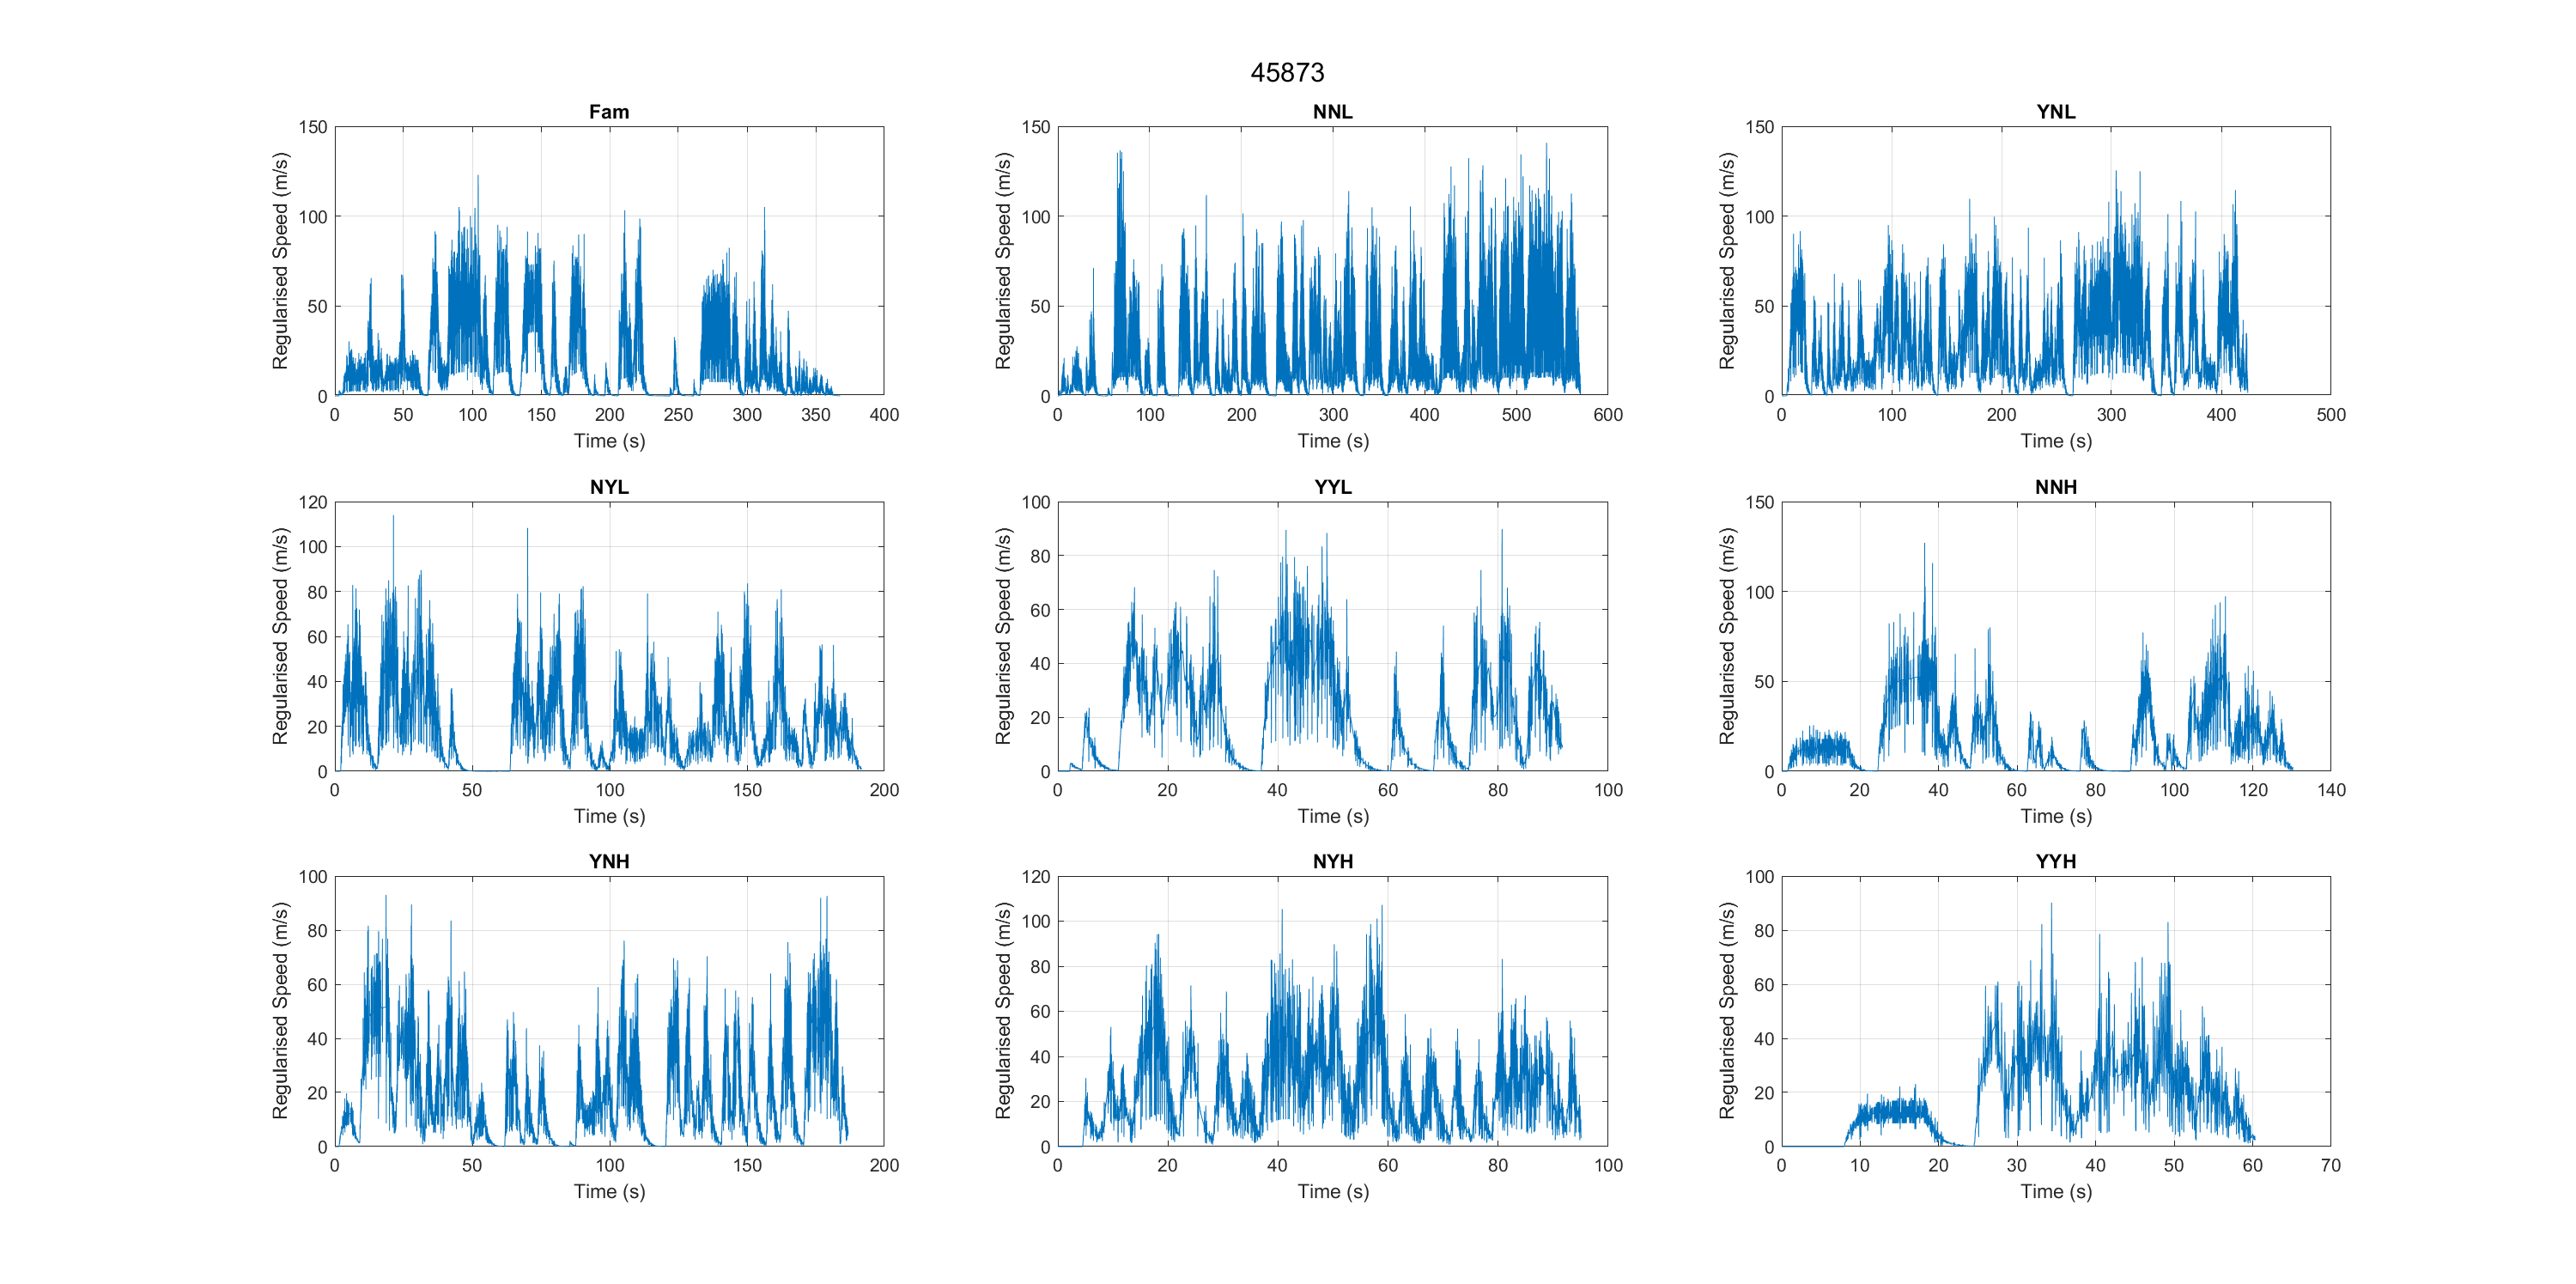 45873
Fam
NNL
YNL
150
100
50
0
Regularised Speed (m/s)
0 50 100 150 200 250 300 350 400
Time (s)
150
100
50
0
Regularised Speed (m/s)
0 100 200 300 400 500 600
Time (s)
150
100
50
0
Regularised Speed (m/s)
0 100 200 300 400 500
Time (s)
NYL
YYL
NNH
120
100
80
60
40
20
0
Regularised Speed (m/s)
0 50 100 150 200
Time (s)
100
80
60
40
20
0
Regularised Speed (m/s)
0 20 40 60 80 100
Time (s)
150
100
50
0
Regularised Speed (m/s)
0 20 40 60 80 100 120 140
Time (s)
YNH
NYH
YYH
100
80
60
40
20
0
Regularised Speed (m/s)
0 50 100 150 200
Time (s)
120
100
80
60
40
20
0
Regularised Speed (m/s)
0 20 40 60 80 100
Time (s)
100
80
60
40
20
0
Regularised Speed (m/s)
0 10 20 30 40 50 60 70
Time (s)